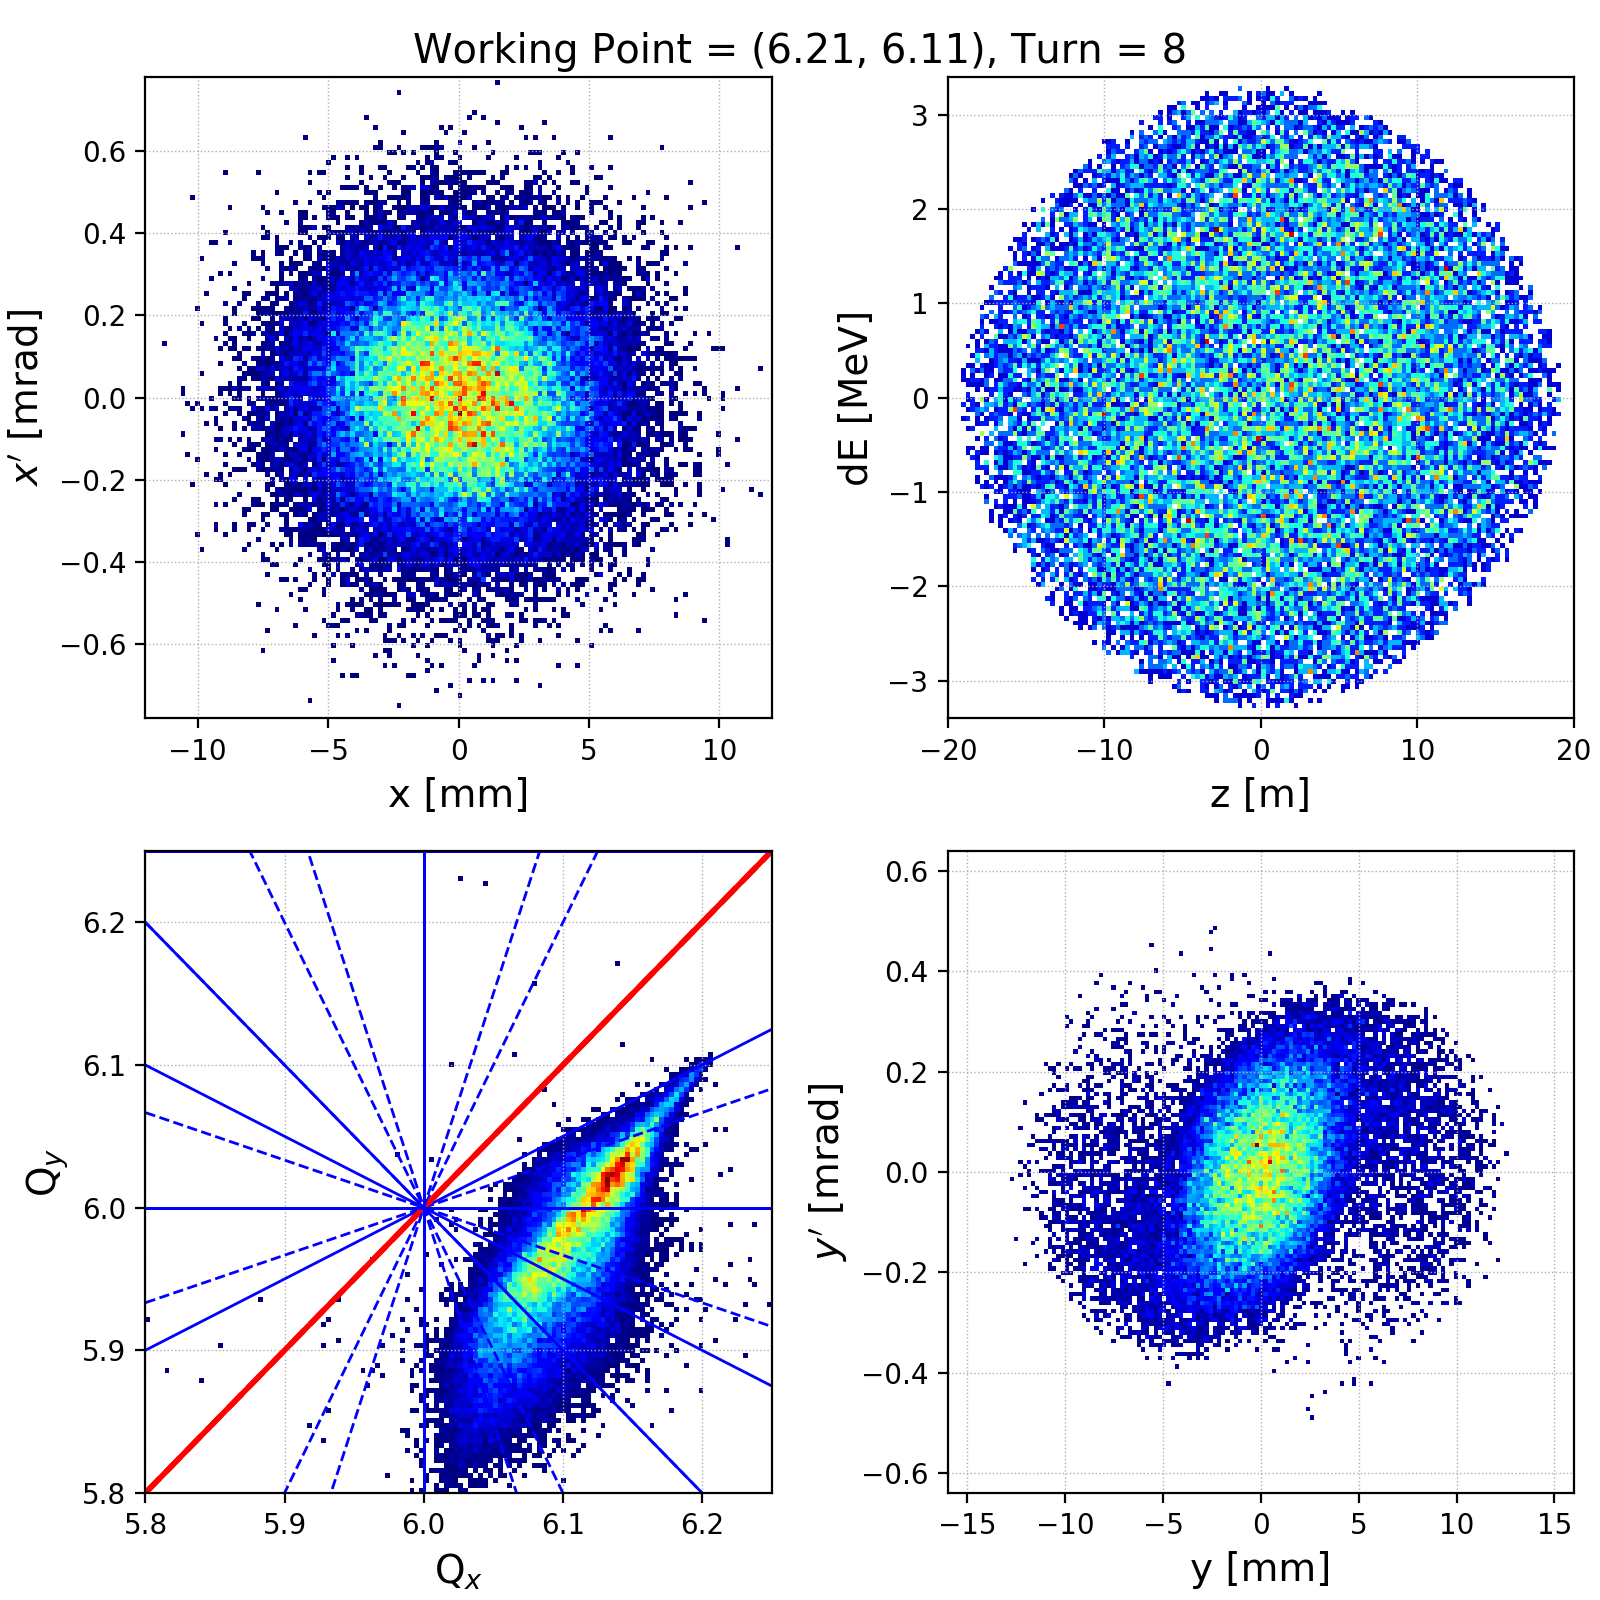 Working Point = (6.21, 6.11), Turn = 8
0.6
0.4
0.2
0.0
−0.2
−0.4
−0.6
x′ [mrad]
−10 −5 0 5 10
x [mm]
3
2
1
0
−1
−2
−3
dE [MeV]
−20 −10 0 10 20
z [m]
6.2
6.1
6.0
5.9
5.8
Qy
5.8 5.9 6.0 6.1 6.2
Qx
0.6
0.4
0.2
0.0
−0.2
−0.4
−0.6
y′ [mrad]
−15 −10 −5 0 5 10 15
y [mm]